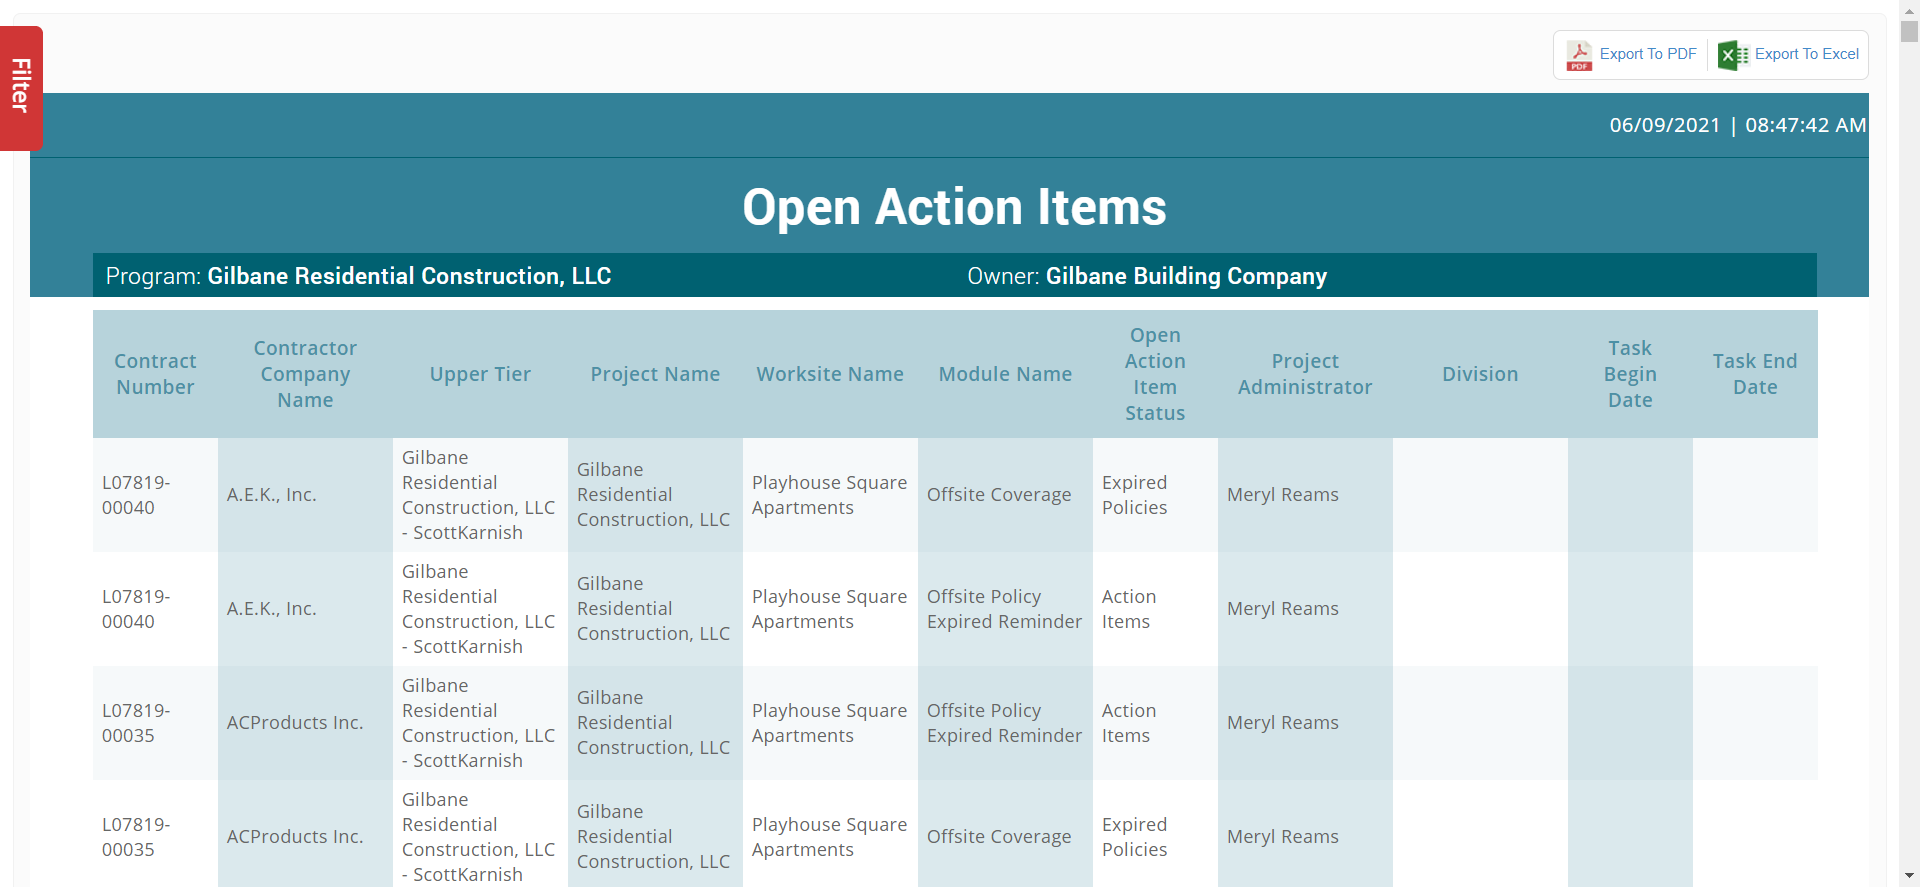 Filter
PDF
Export To PDF
Export To Excel
06/09/2021 | 08:47:42 AM
Open Action Items
Program: Gilbane Residential Construction, LLC
Owner: Gilbane Building Company
Contract
Number
Contractor
Company
Name
Upper Tier
Project Name
Worksite Name
Module Name
Open
Action
Item
Status
Project
Administrator
Division
Task
Begin
Date
Task End
Date
L07819-
00040
A.E.K., Inc.
Gilbane
Residential
Construction, LLC
- ScottKarnish
Gilbane
Residential
Construction, LLC
Playhouse Square
Apartments
Offsite Coverage
Expired
Policies
Meryl Reams
L07819-
00040
A.E.K., Inc.
Gilbane
Residential
Construction, LLC
- ScottKarnish
Gilbane
Residential
Construction, LLC
Playhouse Square
Apartments
Offsite Policy
Expired Reminder
Action
Items
Meryl Reams
L07819-
00035
ACProducts Inc.
Gilbane
Residential
Construction, LLC
- ScottKarnish
Gilbane
Residential
Construction, LLC
Playhouse Square
Apartments
Offsite Policy
Expired Reminder
Action
Items
Meryl Reams
L07819-
00035
ACProducts Inc.
Gilbane
Residential
Construction, LLC
- ScottKarnish
Gilbane
Residential
Construction, LLC
Playhouse Square
Apartments
Offsite Coverage
Expired
Policies
Meryl Reams